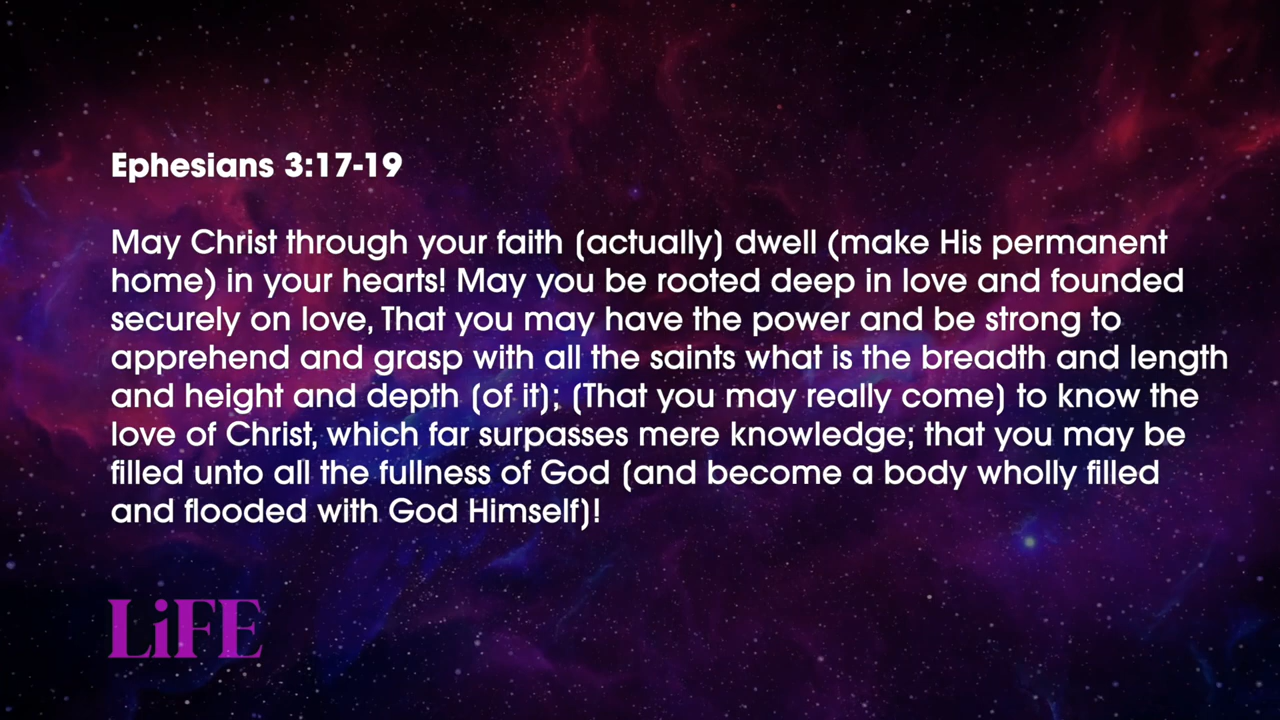 Ephesians 3:17-19
May Christ through your faith (actually) dwell (make His permanent
home) in your hearts! May you be rooted deep in love and founded
securely on love, That you may have the power and be strong to
apprehend and grasp with all the saints what is the breadth and length
and height and depth (of it); (That you may really come) to know the
love of Christ, which far surpasses mere knowledge; that you may be
filled unto all the fullness of God (and become a body wholly filled
and flooded with God Himself)!
LiFE